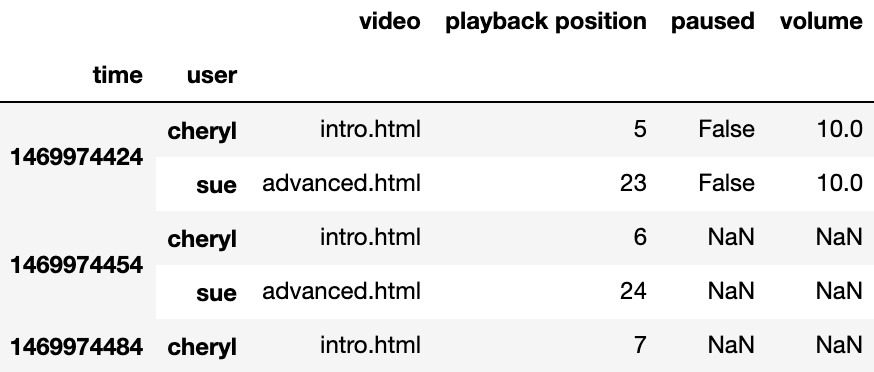 video playback position paused volume
time user
1469974424 cheryl intro.html 5 False 10.0
sue advanced.html 23 False 10.0
1469974454 cheryl intro.html 6 NaN NaN
sue advanced.html 24 NaN NaN
1469974484 cheryl intro.html 7 NaN NaN